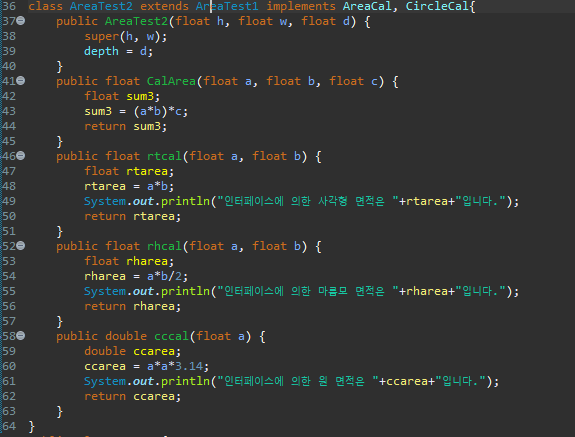 36 class AreaTest2 extends AreaTest1 implements AreaCal, CircleCal{
37 public AreaTest2(float h, float w, float d) {
38 super(h, w);
39 depth = d;
40 }
41 public float CalArea(float a, float b, float c) {
42 float sum3;
43 sum3 = (a*b)*c;
44 return sum3;
45 }
46 public float rtcal(float a, float b) {
47 float rtarea;
48 rtarea = a*b;
49 System.out.println("인터페이스에 의한 사각형 면적은 "+rtarea+"입니다.");
50 return rtarea;
51 }
52 public float rhcal(float a, float b) {
53 float rharea;
54 rharea = a*b/2;
55 System.out.println("인터페이스에 의한 마름모 면적은 "+rharea+"입니다.");
56 return rharea;
57 }
58 public double cccal(float a) {
59 double ccarea;
60 ccarea = a*a*3.14;
61 System.out.println("인터페이스에 의한 원 면적은 "+ccarea+"입니다.");
62 return ccarea;
63 }
64 }